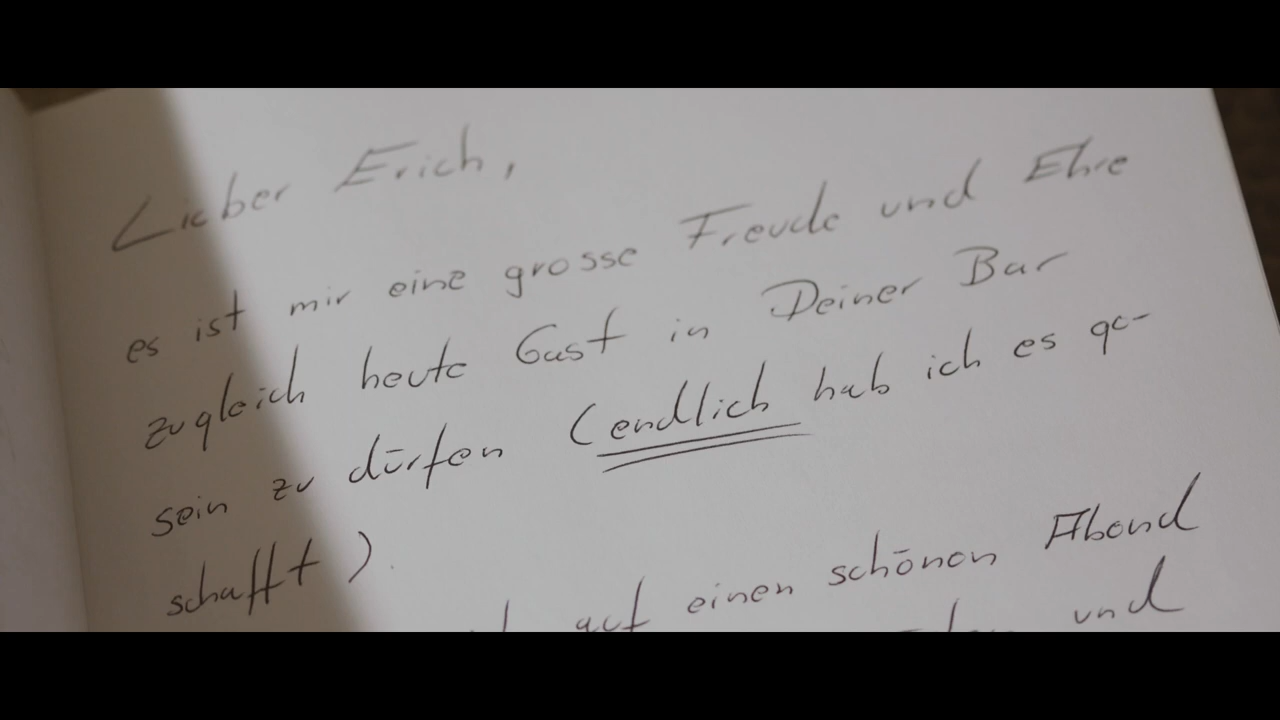 Lieber Erich,
es ist mir eine grosse Freude und Ehre
zugleich heute Gast in Deiner Bar
sein zu dürfen (endlich hab ich es ge-
schafft)
auf einen schönen Abend
und